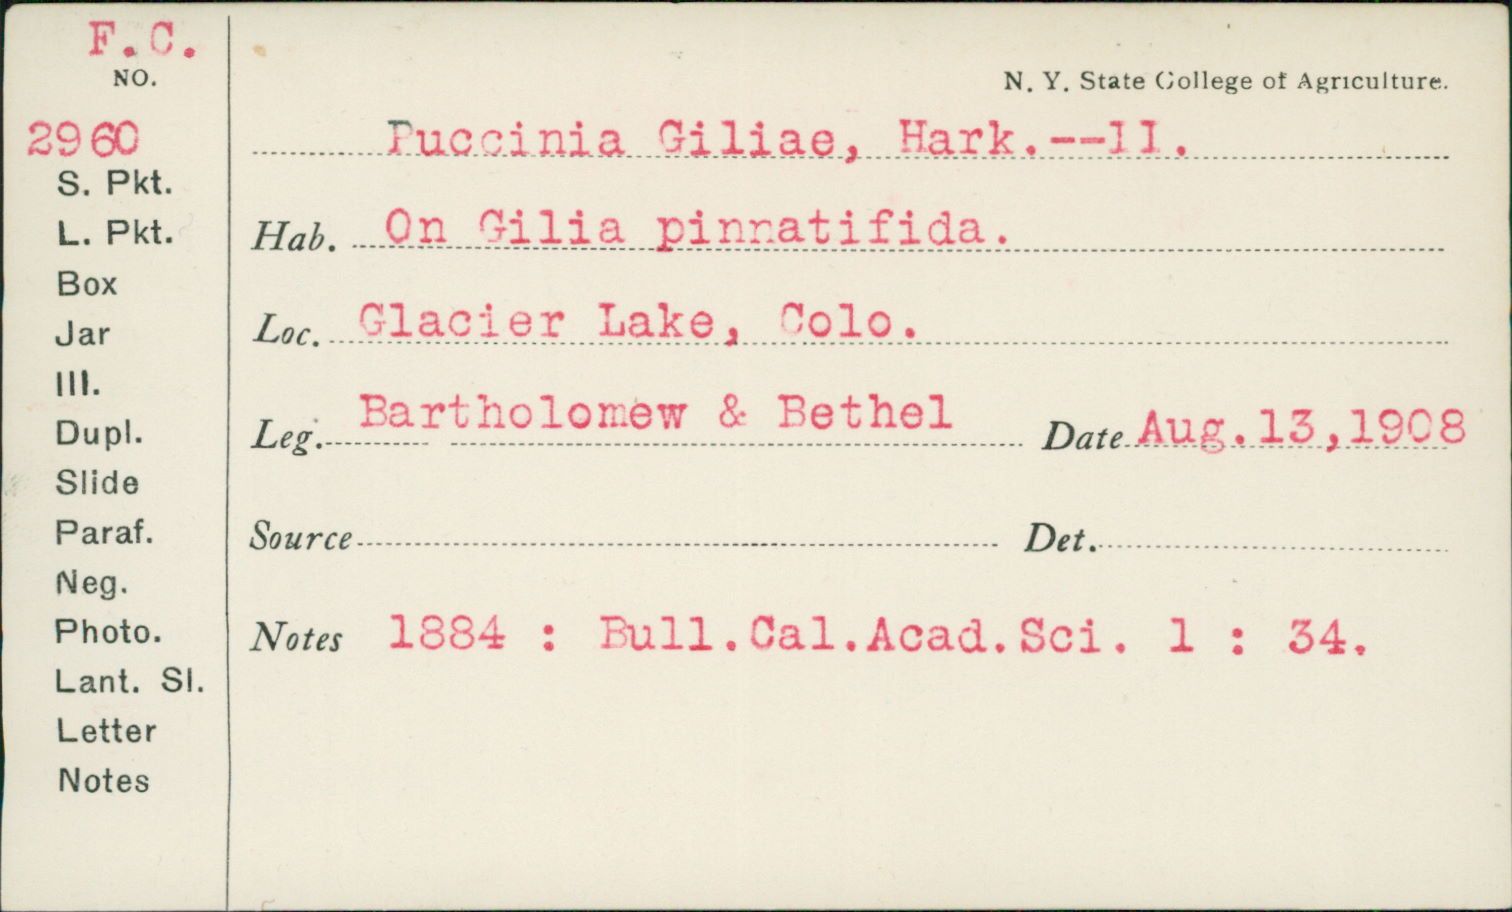 F.C.
NO.
2960
S. Pkt.
L. Pkt.
Box
Jar
Ill.
Dupl.
Slide
Paraf.
Neg.
Photo.
Lant. Sl.
Letter
Notes
N. Y. State College of Agriculture.
Puccinia Giliae, Hark.--II.
Hab. On Gilia pinnatifida.
Loc. Glacier Lake, Colo.
Leg. Bartholomew & Bethel Date Aug.13,1908
Source Det.
Notes 1884 : Bull.Cal.Acad.Sci. 1 : 34.